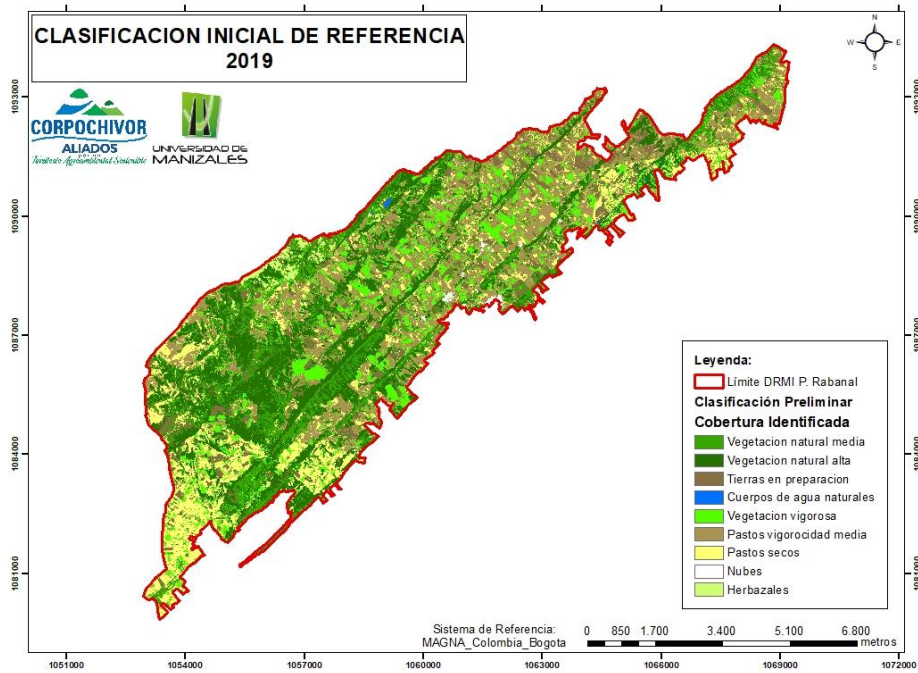 CLASIFICACION INICIAL DE REFERENCIA
2019
N
W E
S
CORPOCHIVOR
ALIADOS
Territorio Agroambiental Sostenible
UNIVERSIDAD DE
MANIZALES
1093000
1093000
1090000
1090000
1087000
1087000
1084000
1084000
1081000
1081000
Leyenda:
Límite DRMI P. Rabanal
Clasificación Preliminar
Cobertura Identificada
Vegetacion natural media
Vegetacion natural alta
Tierras en preparacion
Cuerpos de agua naturales
Vegetacion vigorosa
Pastos vigorocidad media
Pastos secos
Nubes
Herbazales
Sistema de Referencia:
MAGNA_Colombia_Bogota
0 850 1.700 3.400 5.100 6.800
metros
1051000 1054000 1057000 1060000 1063000 1066000 1069000 1072000